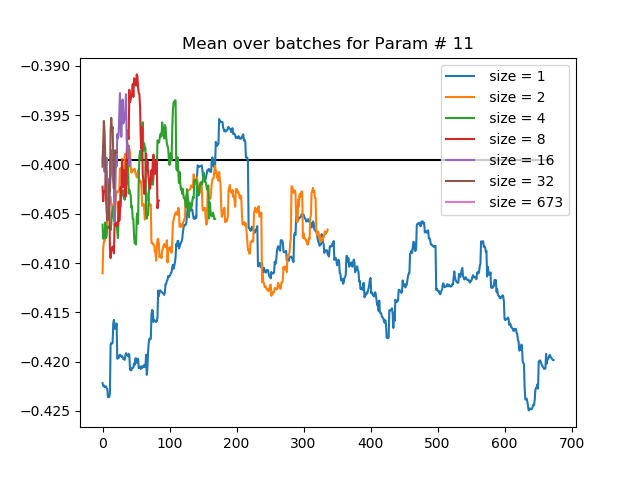 Mean over batches for Param # 11
−0.390
−0.395
−0.400
−0.405
−0.410
−0.415
−0.420
−0.425
size = 1
size = 2
size = 4
size = 8
size = 16
size = 32
size = 673
0 100 200 300 400 500 600 700